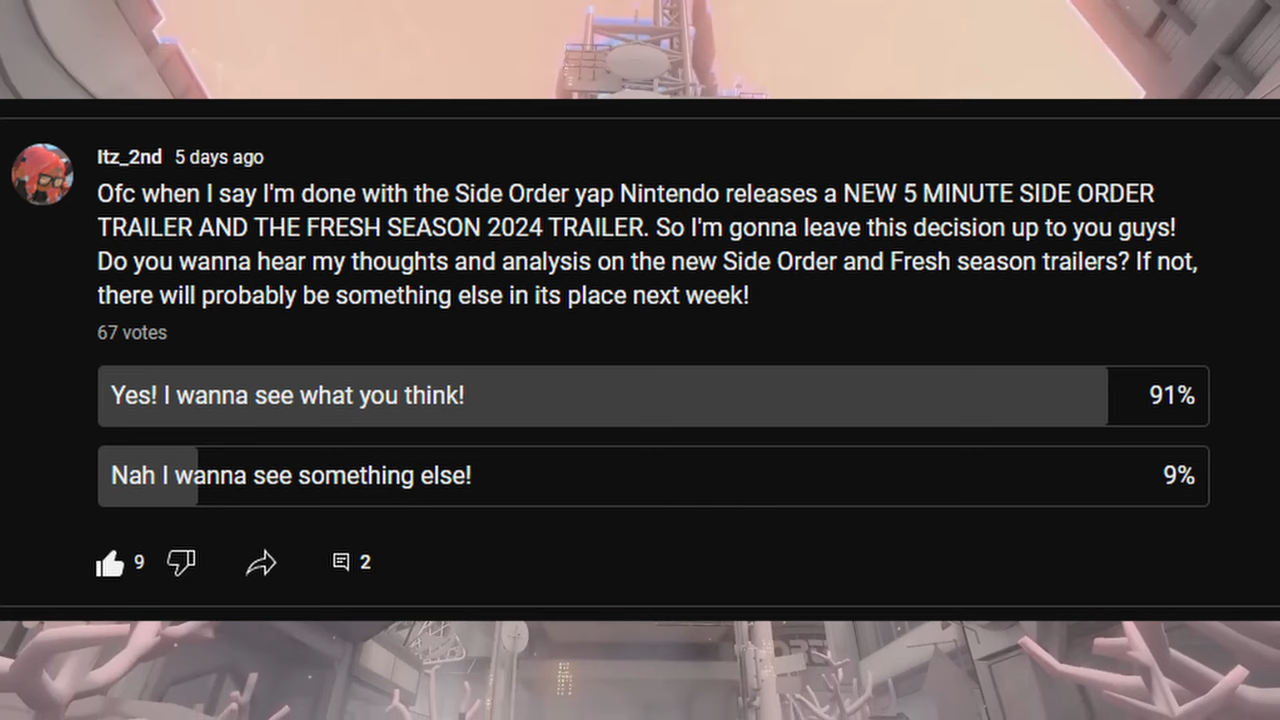 Itz_2nd 5 days ago
Ofc when I say I'm done with the Side Order yap Nintendo releases a NEW 5 MINUTE SIDE ORDER
TRAILER AND THE FRESH SEASON 2024 TRAILER. So I'm gonna leave this decision up to you guys!
Do you wanna hear my thoughts and analysis on the new Side Order and Fresh season trailers? If not,
there will probably be something else in its place next week!
67 votes
Yes! I wanna see what you think! 91%
Nah I wanna see something else! 9%
9 2